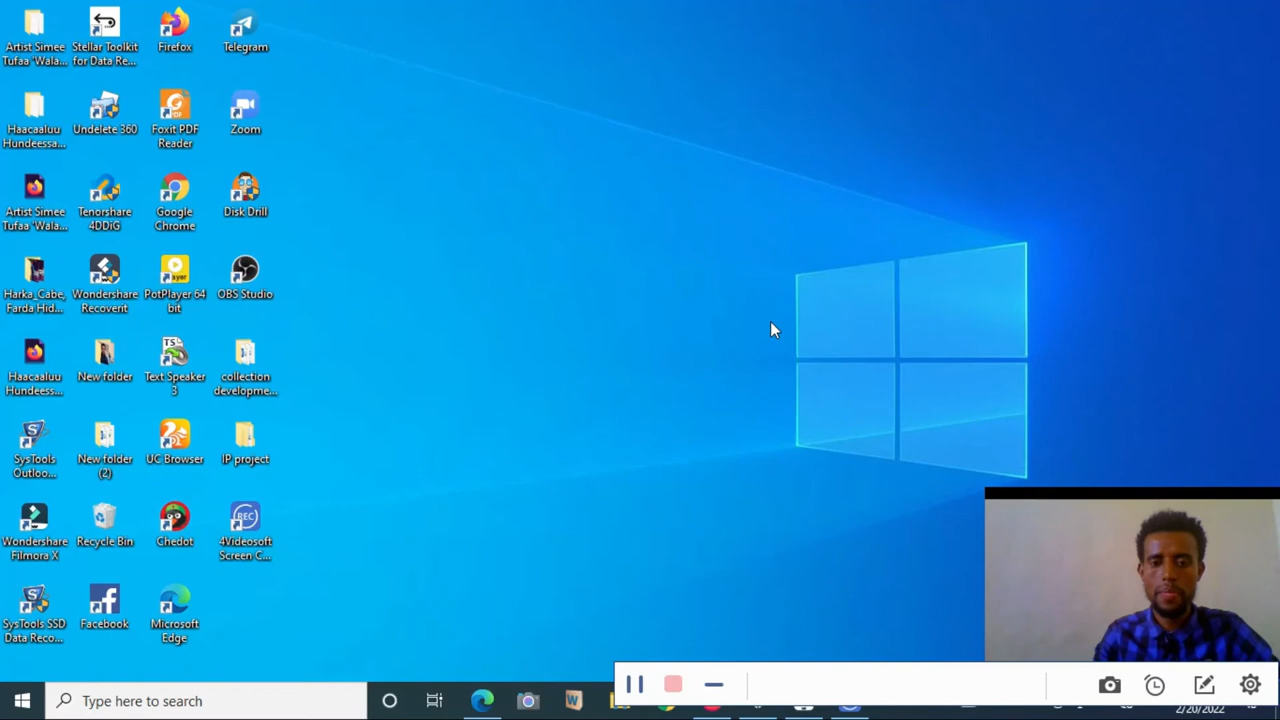 Artist Simee
Tufaa 'Wala...
Stellar Toolkit
for Data Re...
Firefox
Telegram
Haacaaluu
Hundeessa...
Undelete 360
Foxit PDF
Reader
Zoom
Artist Simee
Tufaa 'Wala...
Tenorshare
4DDiG
Google
Chrome
Disk Drill
Harka_Cabe,
Farda Hid...
Wondershare
Recoverit
PotPlayer 64
bit
OBS Studio
Haacaaluu
Hundeess...
New folder
Text Speaker
3
collection
developme...
SysTools
Outloo...
New folder
(2)
UC Browser
IP project
Wondershare
Filmora X
Recycle Bin
Chedot
4Videosoft
Screen C...
SysTools SSD
Data Reco...
Facebook
Microsoft
Edge
Type here to search
2/20/2022